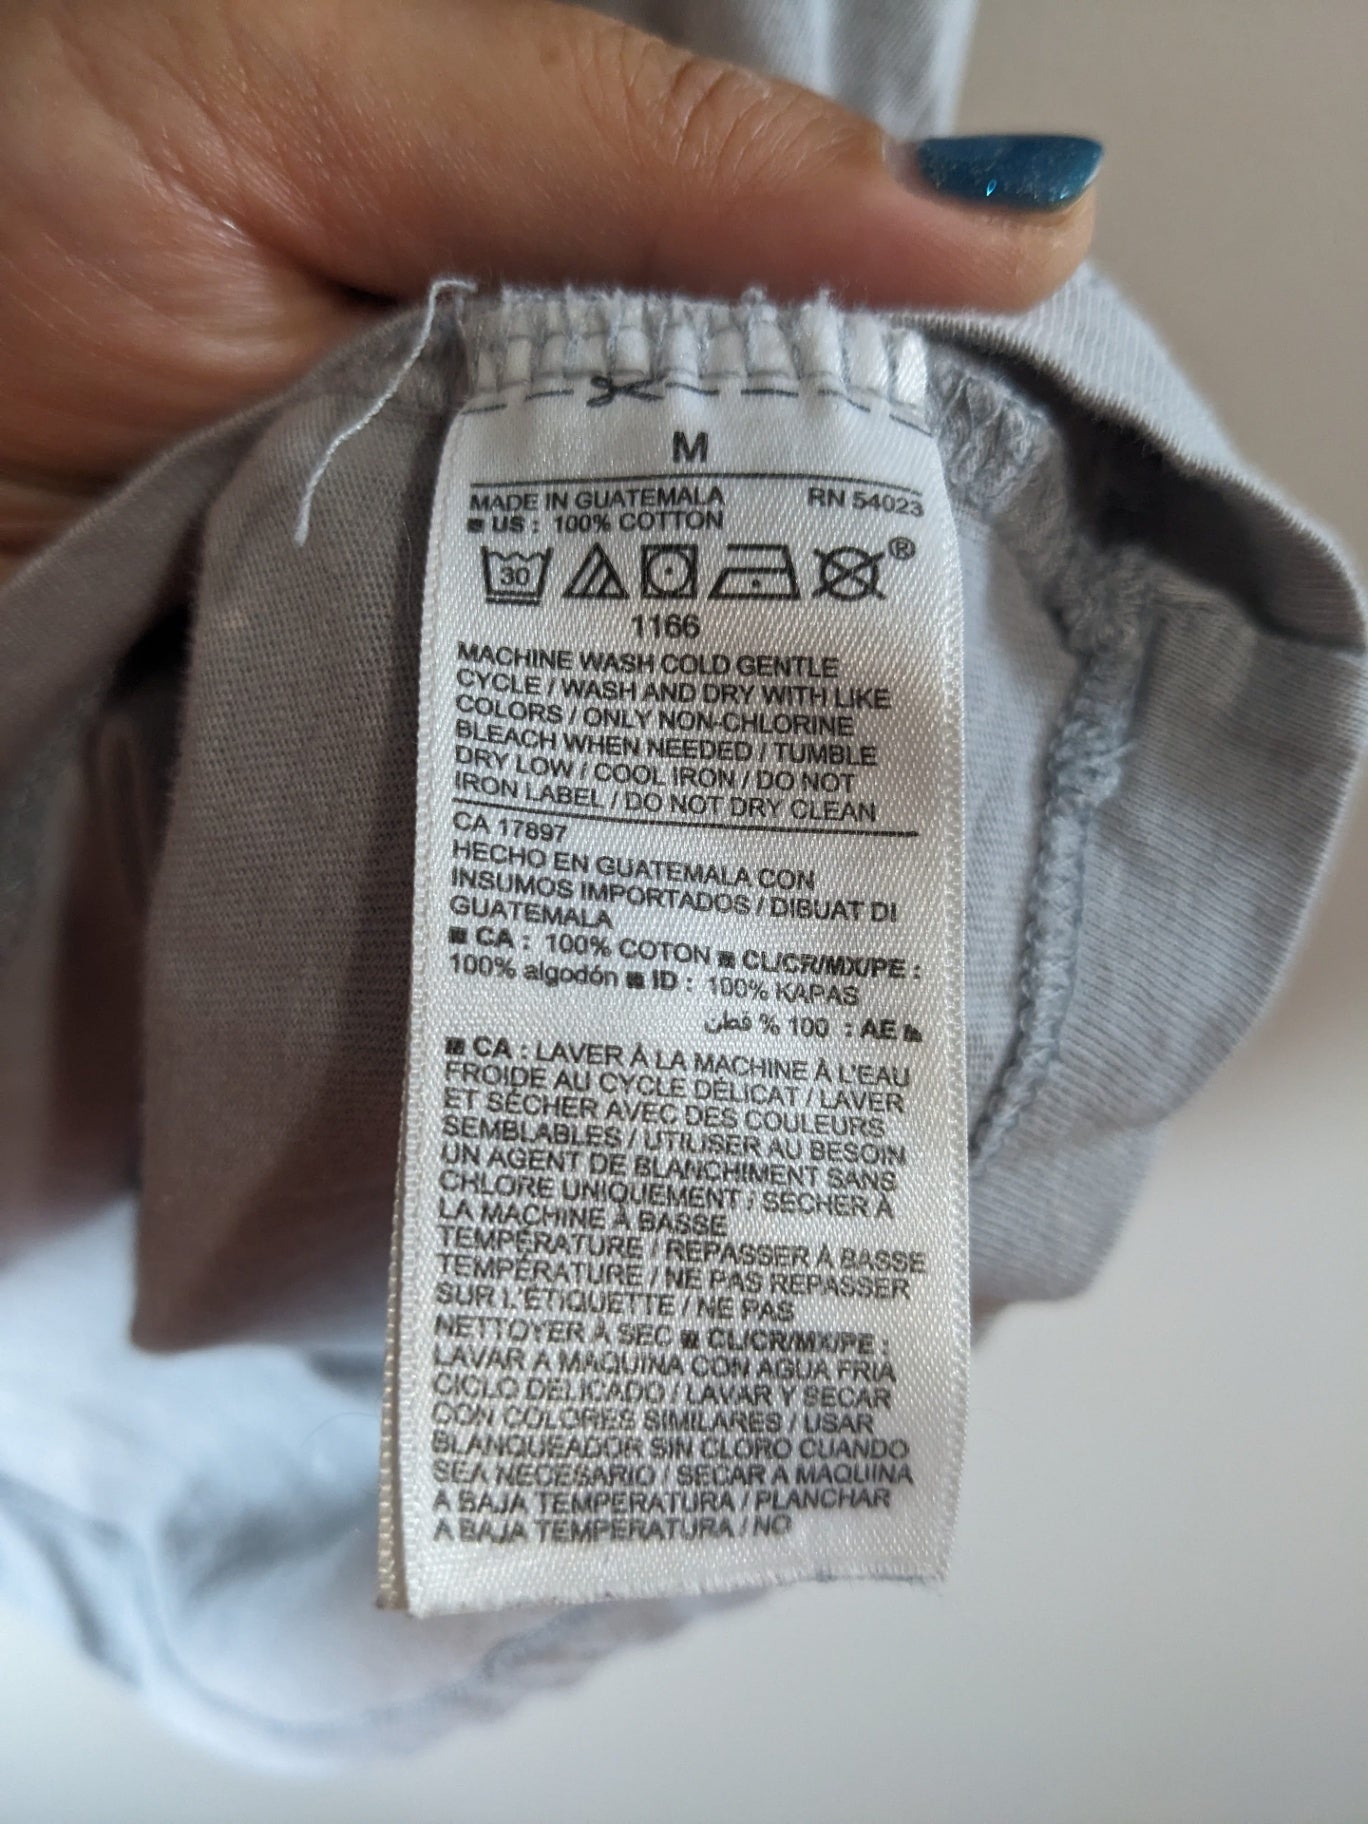 M
MADE IN GUATEMALA RN 54023
US : 100% COTTON
30 ®
1166
MACHINE WASH COLD GENTLE
CYCLE / WASH AND DRY WITH LIKE
COLORS / ONLY NON-CHLORINE
BLEACH WHEN NEEDED / TUMBLE
DRY LOW / COOL IRON / DO NOT
IRON LABEL / DO NOT DRY CLEAN
CA 17897
HECHO EN GUATEMALA CON
INSUMOS IMPORTADOS / DIBUAT DI
GUATEMALA
CA : 100% COTON ■ CL/CR/MX/PE :
100% algodón ■ ID : 100% KAPAS
AE : 100 % قطن
CA : LAVER À LA MACHINE À L'EAU
FROIDE AU CYCLE DÉLICAT / LAVER
ET SÉCHER AVEC DES COULEURS
SEMBLABLES / UTILISER AU BESOIN
UN AGENT DE BLANCHIMENT SANS
CHLORE UNIQUEMENT / SÉCHER À
LA MACHINE À BASSE
TEMPÉRATURE / REPASSER À BASSE
TEMPÉRATURE / NE PAS REPASSER
SUR L'ÉTIQUETTE / NE PAS
NETTOYER À SEC ■ CL/CR/MX/PE :
LAVAR A MAQUINA CON AGUA FRIA
CICLO DELICADO / LAVAR Y SECAR
CON COLORES SIMILARES / USAR
BLANQUEADOR SIN CLORO CUANDO
SEA NECESARIO / SECAR A MAQUINA
A BAJA TEMPERATURA / PLANCHAR
A BAJA TEMPERATURA / NO